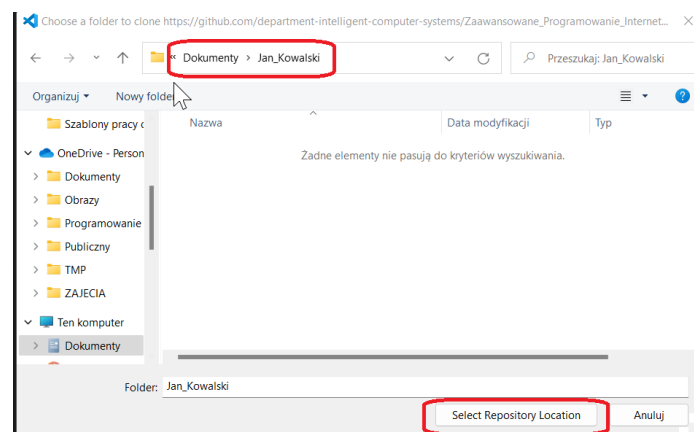 Choose a folder to clone https://github.com/department-intelligent-computer-systems/Zaawansowane_Programowanie_Internet...
« Dokumenty > Jan_Kowalski
Przeszukaj: Jan_Kowalski
Organizuj
Nowy folder
Nazwa
Data modyfikacji
Typ
Szablony pracy
Żadne elementy nie pasują do kryteriów wyszukiwania.
OneDrive - Person
Dokumenty
Obrazy
Programowanie
Publiczny
TMP
ZAJECIA
Ten komputer
Dokumenty
Folder: Jan_Kowalski
Select Repository Location
Anuluj